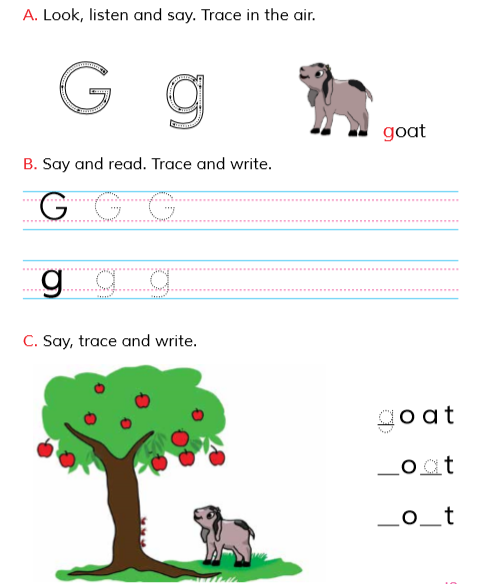 A. Look, listen and say. Trace in the air.
G g
goat
B. Say and read. Trace and write.
G G G
g g g
C. Say, trace and write.
goat
_oat
_o_t